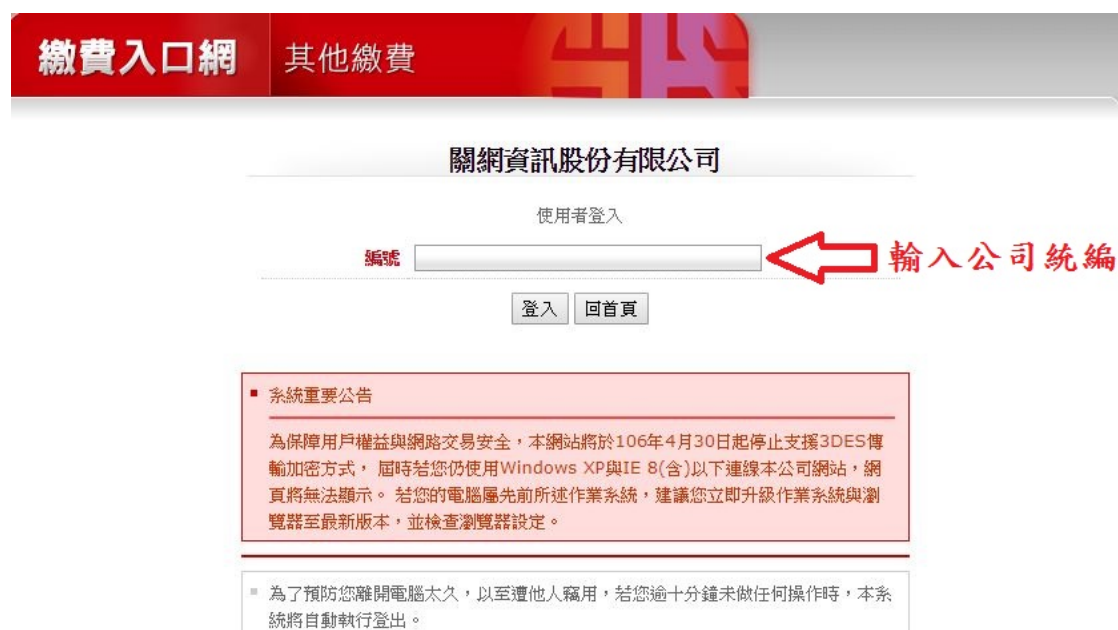 繳費入口網 其他繳費
關網資訊股份有限公司
使用者登入
編號
輸入公司統編
登入 回首頁
系統重要公告
為保障用戶權益與網路交易安全,本網站將於106年4月30日起停止支援3DES傳
輸加密方式, 屆時若您仍使用Windows XP與IE 8(含)以下連線本公司網站,網
頁將無法顯示。 若您的電腦屬先前所述作業系統,建議您立即升級作業系統與瀏
覽器至最新版本,並檢查瀏覽器設定。
為了預防您離開電腦太久,以至遭他人竊用,若您逾十分鐘未做任何操作時,本系
統將自動執行登出。